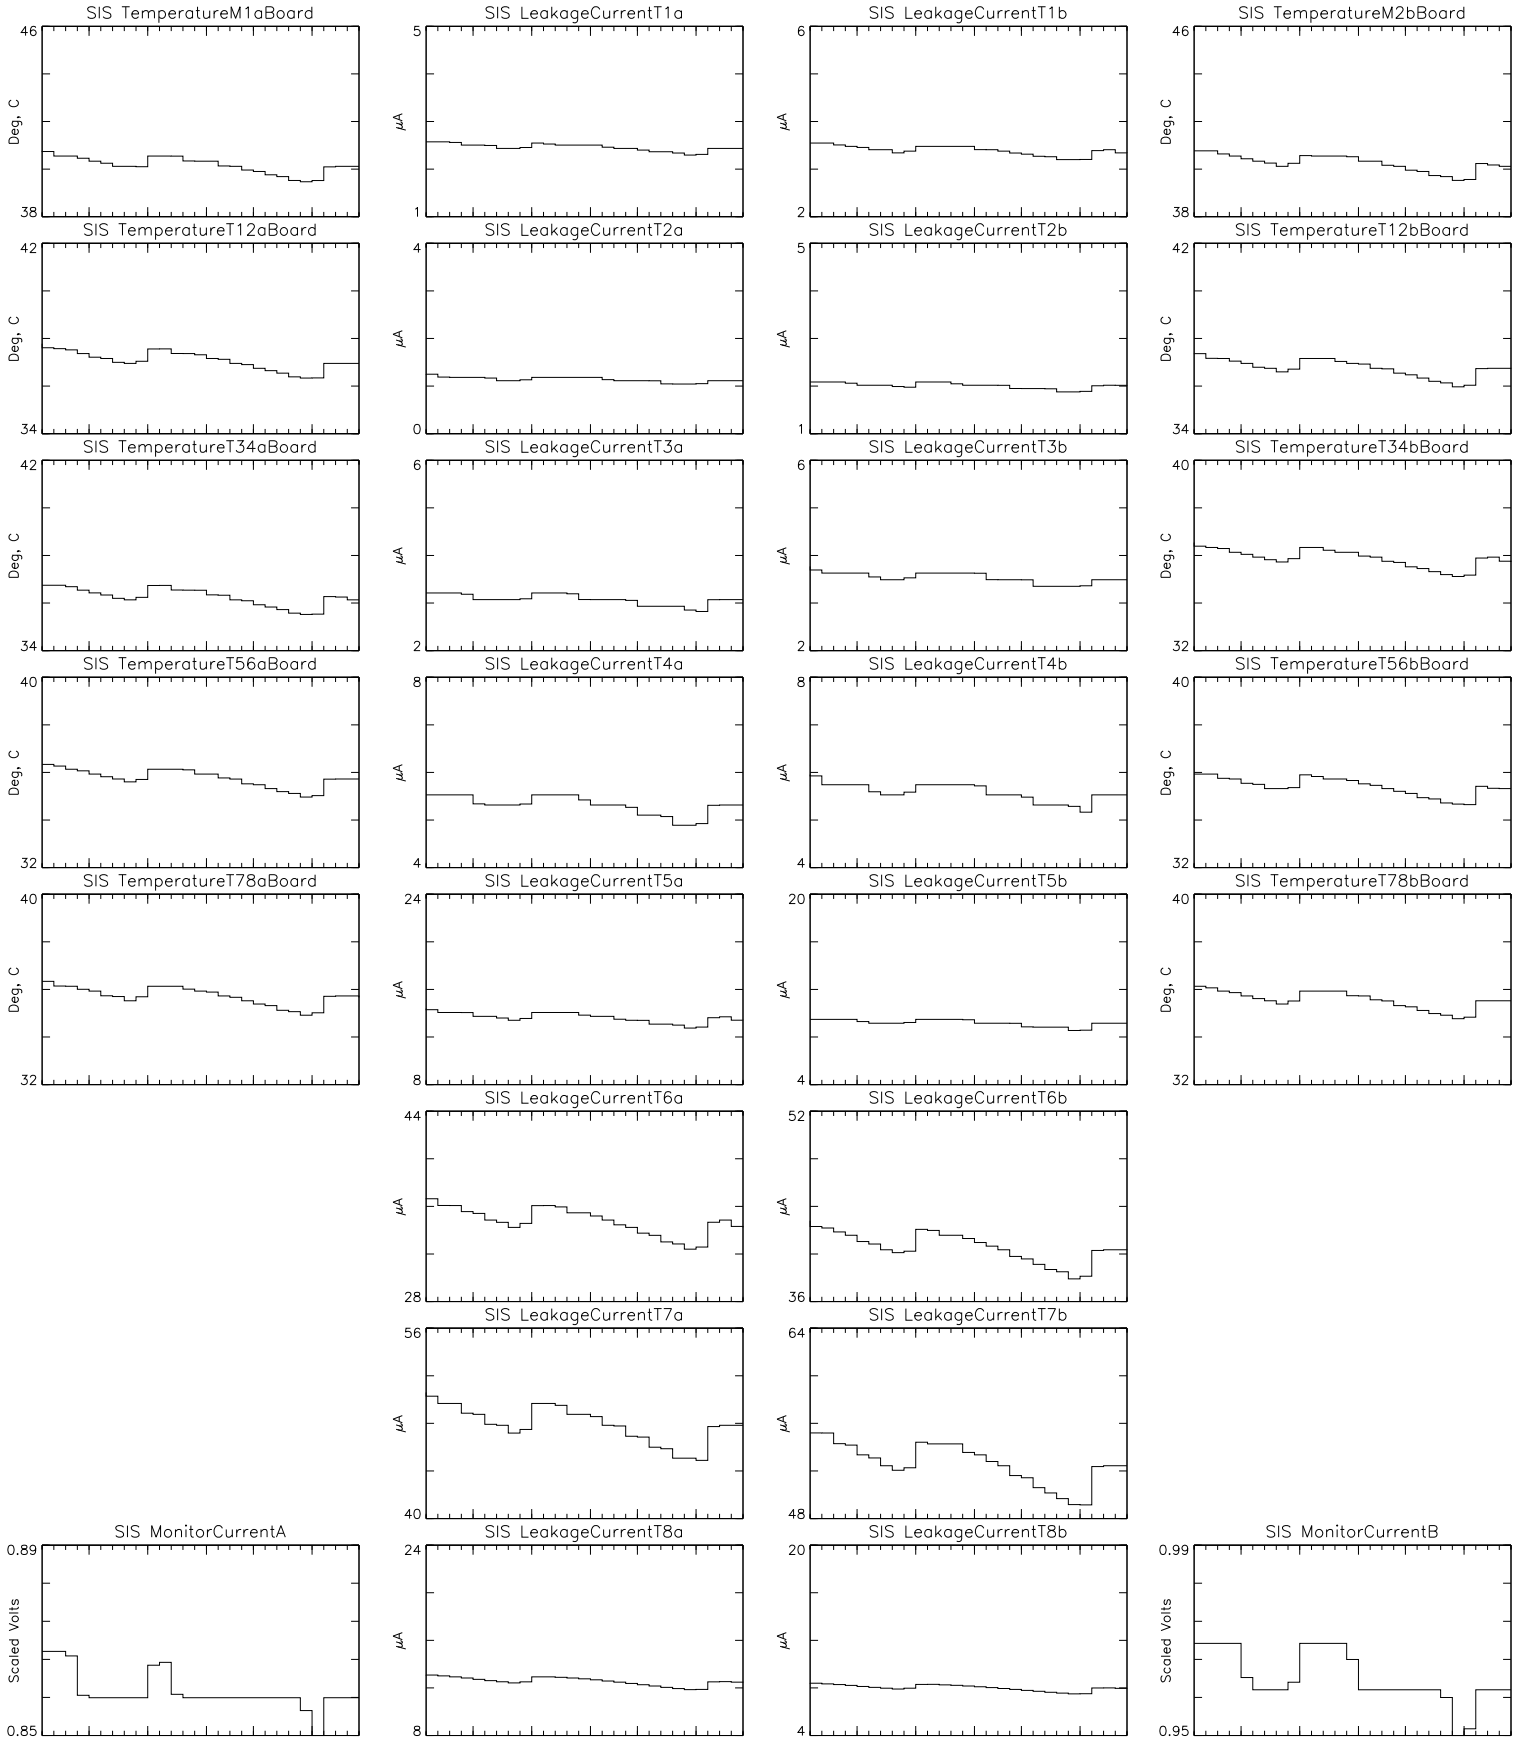 SIS TemperatureM1aBoard
46
Deg, C
38
SIS LeakageCurrentT1a
5
μA
1
SIS LeakageCurrentT1b
6
μA
2
SIS TemperatureM2bBoard
46
Deg, C
38
SIS TemperatureT12aBoard
42
Deg, C
34
SIS LeakageCurrentT2a
4
μA
0
SIS LeakageCurrentT2b
5
μA
1
SIS TemperatureT12bBoard
42
Deg, C
34
SIS TemperatureT34aBoard
42
Deg, C
34
SIS LeakageCurrentT3a
6
μA
2
SIS LeakageCurrentT3b
6
μA
2
SIS TemperatureT34bBoard
40
Deg, C
32
SIS TemperatureT56aBoard
40
Deg, C
32
SIS LeakageCurrentT4a
8
μA
4
SIS LeakageCurrentT4b
8
μA
4
SIS TemperatureT56bBoard
40
Deg, C
32
SIS TemperatureT78aBoard
40
Deg, C
32
SIS LeakageCurrentT5a
24
μA
8
SIS LeakageCurrentT5b
20
μA
4
SIS TemperatureT78bBoard
40
Deg, C
32
SIS LeakageCurrentT6a
44
μA
28
SIS LeakageCurrentT6b
52
μA
36
SIS LeakageCurrentT7a
56
μA
40
SIS LeakageCurrentT7b
64
μA
48
SIS MonitorCurrentA
0.89
Scaled Volts
0.85
SIS LeakageCurrentT8a
24
μA
8
SIS LeakageCurrentT8b
20
μA
4
SIS MonitorCurrentB
0.99
Scaled Volts
0.95